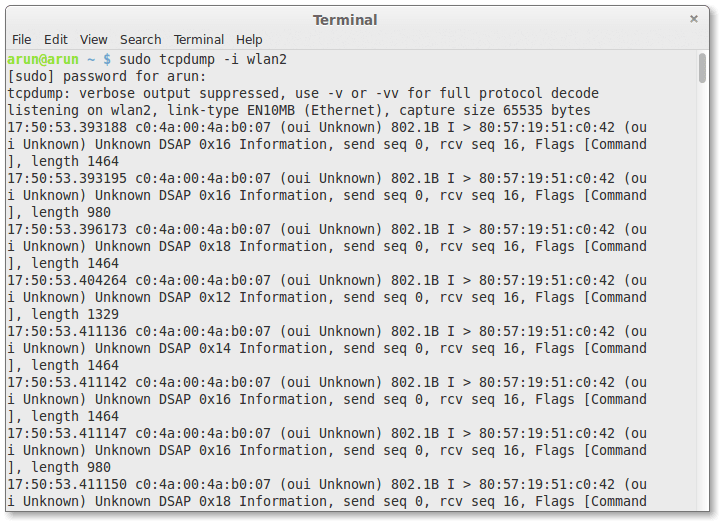 Terminal
×
File Edit View Search Terminal Help
arun@arun ~ $ sudo tcpdump -i wlan2
[sudo] password for arun:
tcpdump: verbose output suppressed, use -v or -vv for full protocol decode
listening on wlan2, link-type EN10MB (Ethernet), capture size 65535 bytes
17:50:53.393188 c0:4a:00:4a:b0:07 (oui Unknown) 802.1B I > 80:57:19:51:c0:42 (ou
i Unknown) Unknown DSAP 0x16 Information, send seq 0, rcv seq 16, Flags [Command
], length 1464
17:50:53.393195 c0:4a:00:4a:b0:07 (oui Unknown) 802.1B I > 80:57:19:51:c0:42 (ou
i Unknown) Unknown DSAP 0x16 Information, send seq 0, rcv seq 16, Flags [Command
], length 980
17:50:53.396173 c0:4a:00:4a:b0:07 (oui Unknown) 802.1B I > 80:57:19:51:c0:42 (ou
i Unknown) Unknown DSAP 0x18 Information, send seq 0, rcv seq 16, Flags [Command
], length 1464
17:50:53.404264 c0:4a:00:4a:b0:07 (oui Unknown) 802.1B I > 80:57:19:51:c0:42 (ou
i Unknown) Unknown DSAP 0x12 Information, send seq 0, rcv seq 16, Flags [Command
], length 1329
17:50:53.411136 c0:4a:00:4a:b0:07 (oui Unknown) 802.1B I > 80:57:19:51:c0:42 (ou
i Unknown) Unknown DSAP 0x14 Information, send seq 0, rcv seq 16, Flags [Command
], length 1464
17:50:53.411142 c0:4a:00:4a:b0:07 (oui Unknown) 802.1B I > 80:57:19:51:c0:42 (ou
i Unknown) Unknown DSAP 0x16 Information, send seq 0, rcv seq 16, Flags [Command
], length 1464
17:50:53.411147 c0:4a:00:4a:b0:07 (oui Unknown) 802.1B I > 80:57:19:51:c0:42 (ou
i Unknown) Unknown DSAP 0x16 Information, send seq 0, rcv seq 16, Flags [Command
], length 980
17:50:53.411150 c0:4a:00:4a:b0:07 (oui Unknown) 802.1B I > 80:57:19:51:c0:42 (ou
i Unknown) Unknown DSAP 0x18 Information, send seq 0, rcv seq 16, Flags [Command